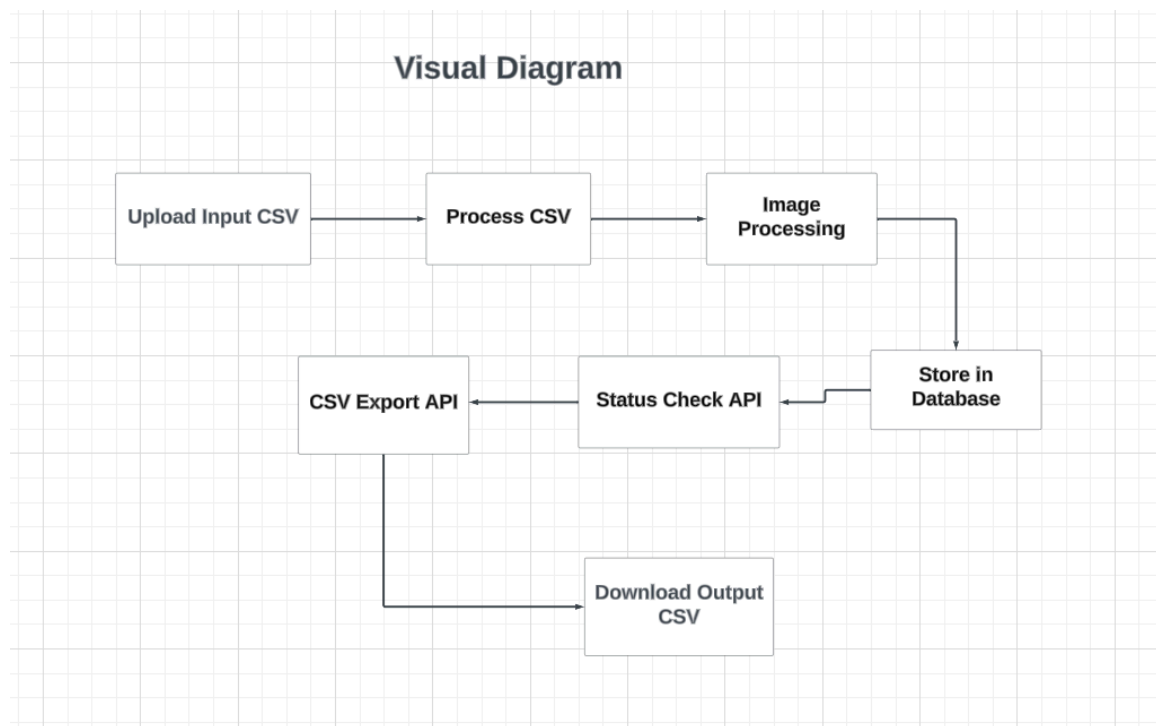 Visual Diagram
Upload Input CSV
Process CSV
Image
Processing
Store in
Database
Status Check API
CSV Export API
Download Output
CSV